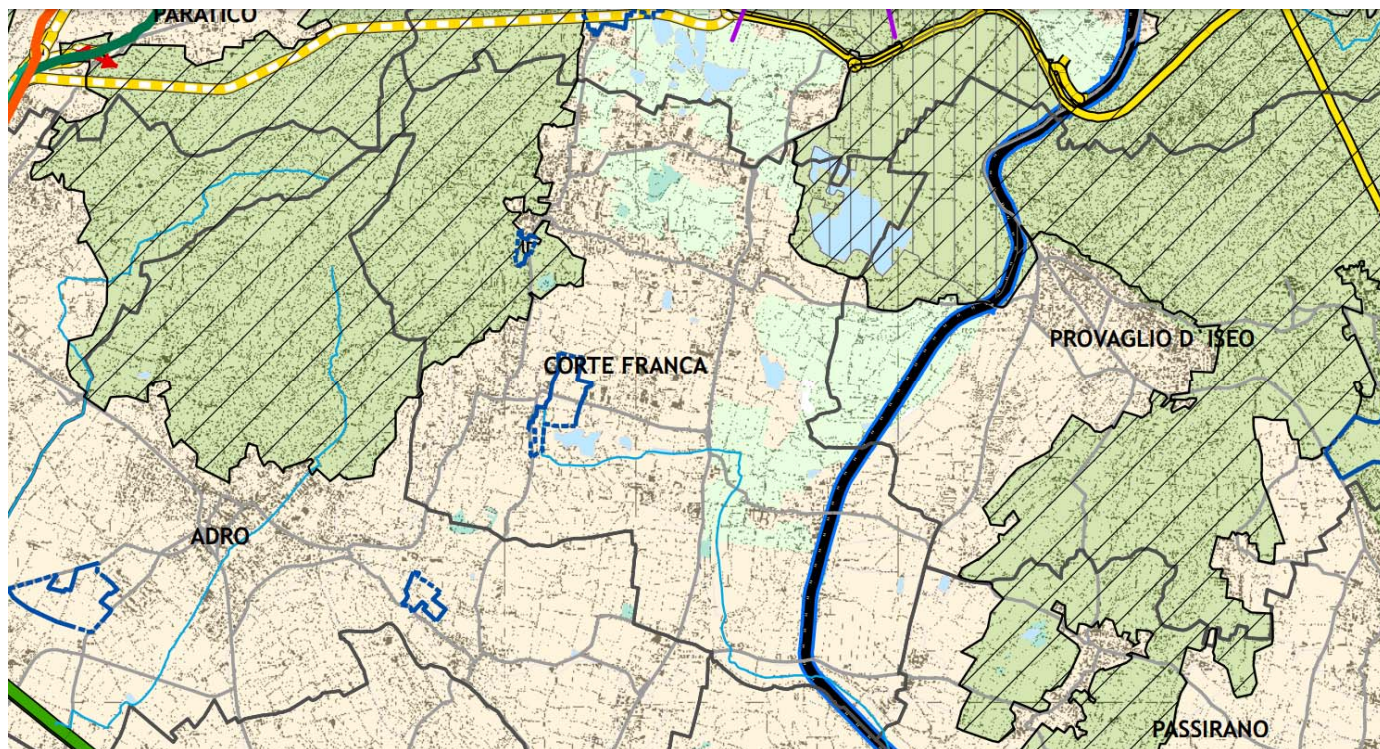 PARATICO
CORTE FRANCA
PROVAGLIO D`ISEO
ADRO
PASSIRANO